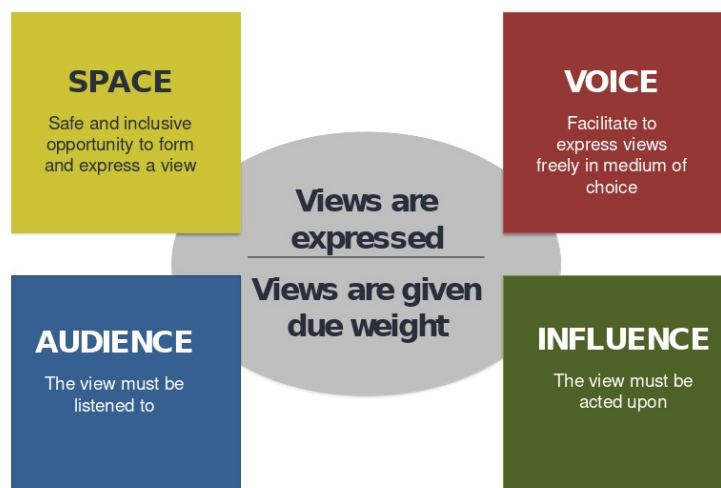 SPACE
Safe and inclusive
opportunity to form
and express a view
VOICE
Facilitate to
express views
freely in medium of
choice
Views are
expressed
Views are given
due weight
AUDIENCE
The view must be
listened to
INFLUENCE
The view must be
acted upon